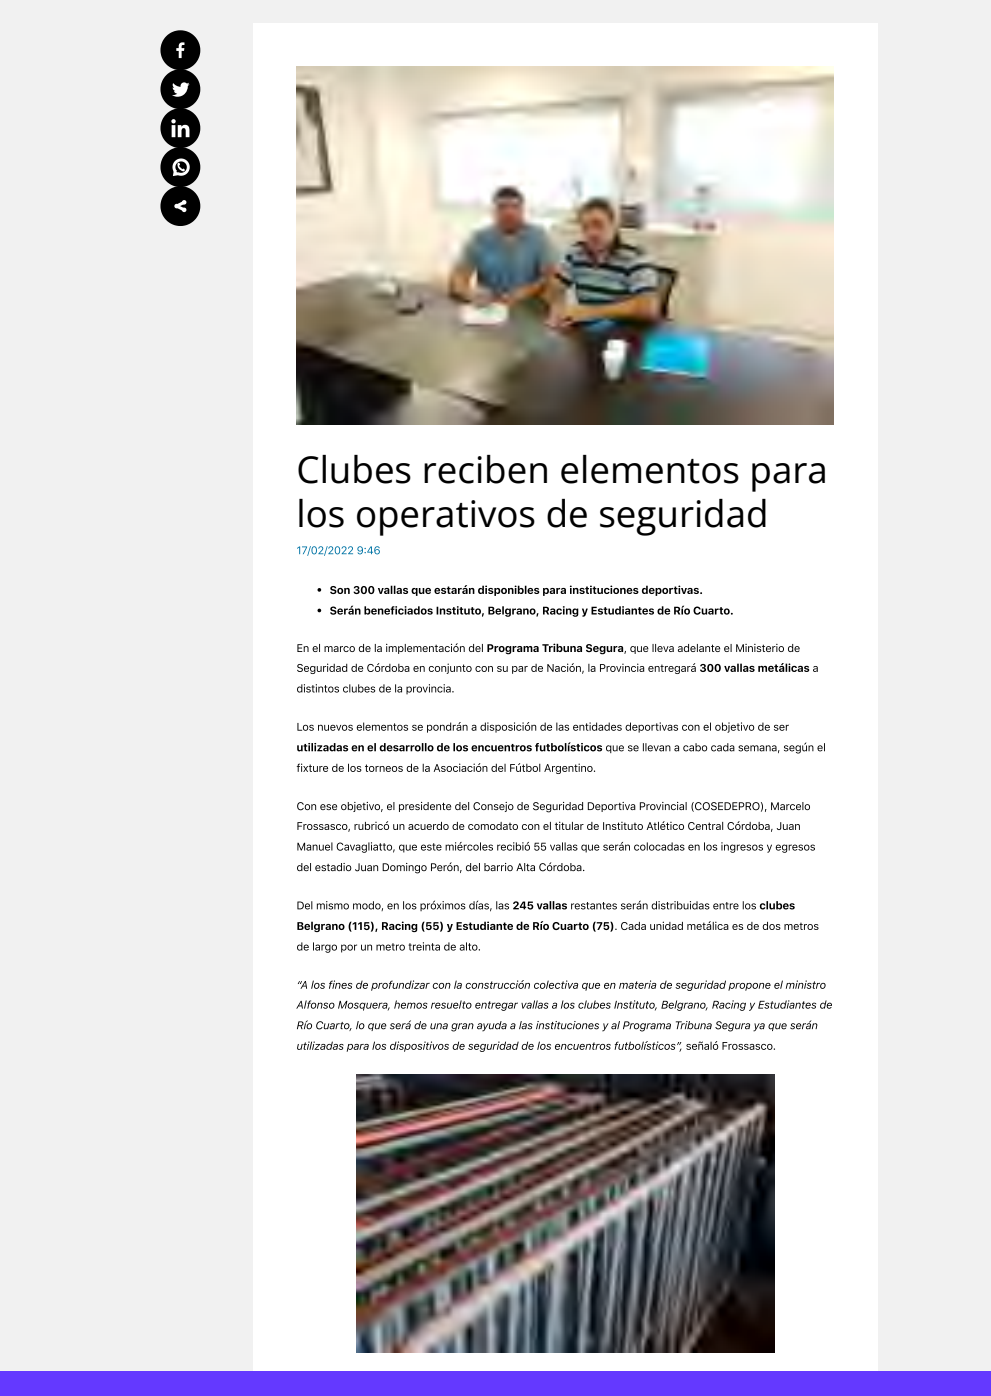 Clubes reciben elementos para
los operativos de seguridad
17/02/2022 9:46
• Son 300 vallas que estarán disponibles para instituciones deportivas.
• Serán beneficiados Instituto, Belgrano, Racing y Estudiantes de Río Cuarto.
En el marco de la implementación del Programa Tribuna Segura, que lleva adelante el Ministerio de
Seguridad de Córdoba en conjunto con su par de Nación, la Provincia entregará 300 vallas metálicas a
distintos clubes de la provincia.
Los nuevos elementos se pondrán a disposición de las entidades deportivas con el objetivo de ser
utilizadas en el desarrollo de los encuentros futbolísticos que se llevan a cabo cada semana, según el
fixture de los torneos de la Asociación del Fútbol Argentino.
Con ese objetivo, el presidente del Consejo de Seguridad Deportiva Provincial (COSEDEPRO), Marcelo
Frossasco, rubricó un acuerdo de comodato con el titular de Instituto Atlético Central Córdoba, Juan
Manuel Cavagliatto, que este miércoles recibió 55 vallas que serán colocadas en los ingresos y egresos
del estadio Juan Domingo Perón, del barrio Alta Córdoba.
Del mismo modo, en los próximos días, las 245 vallas restantes serán distribuidas entre los clubes
Belgrano (115), Racing (55) y Estudiante de Río Cuarto (75). Cada unidad metálica es de dos metros
de largo por un metro treinta de alto.
“A los fines de profundizar con la construcción colectiva que en materia de seguridad propone el ministro
Alfonso Mosquera, hemos resuelto entregar vallas a los clubes Instituto, Belgrano, Racing y Estudiantes de
Río Cuarto, lo que será de una gran ayuda a las instituciones y al Programa Tribuna Segura ya que serán
utilizadas para los dispositivos de seguridad de los encuentros futbolísticos”, señaló Frossasco.